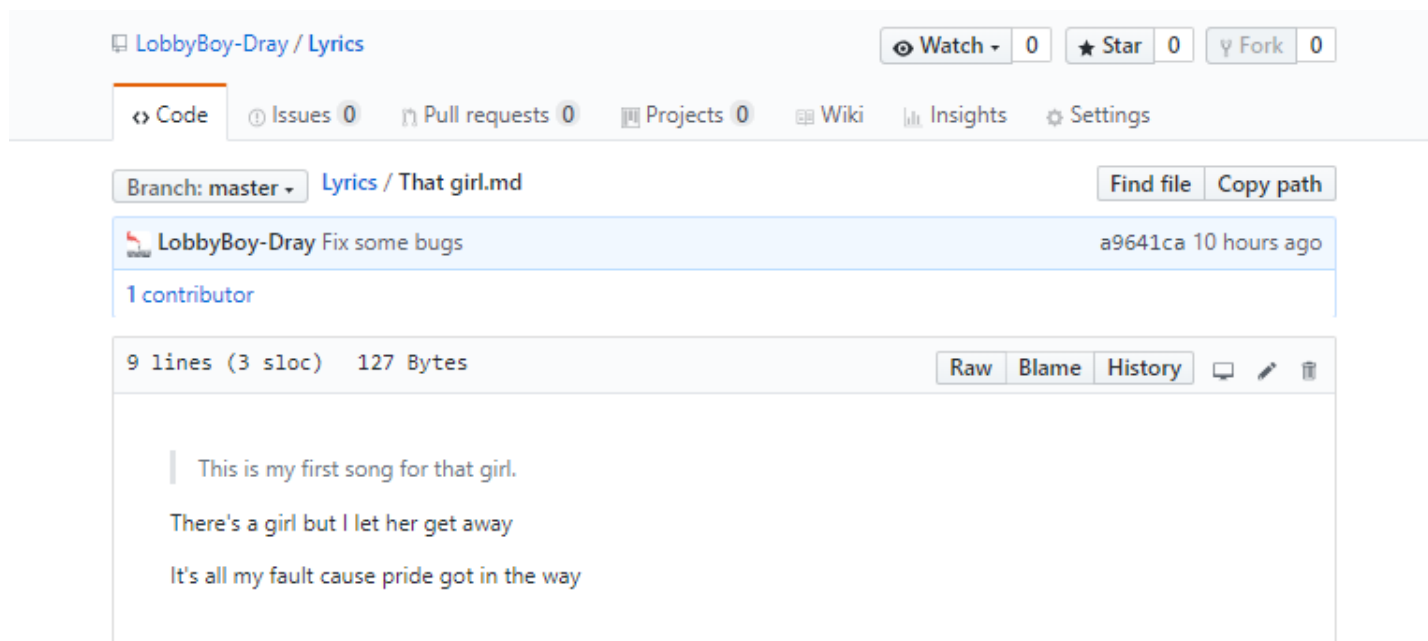 LobbyBoy-Dray / Lyrics
Watch 0 Star 0 Fork 0
Code Issues 0 Pull requests 0 Projects 0 Wiki Insights Settings
Branch: master Lyrics / That girl.md Find file Copy path
LobbyBoy-Dray Fix some bugs a9641ca 10 hours ago
1 contributor
9 lines (3 sloc) 127 Bytes Raw Blame History
This is my first song for that girl.
There's a girl but I let her get away
It's all my fault cause pride got in the way